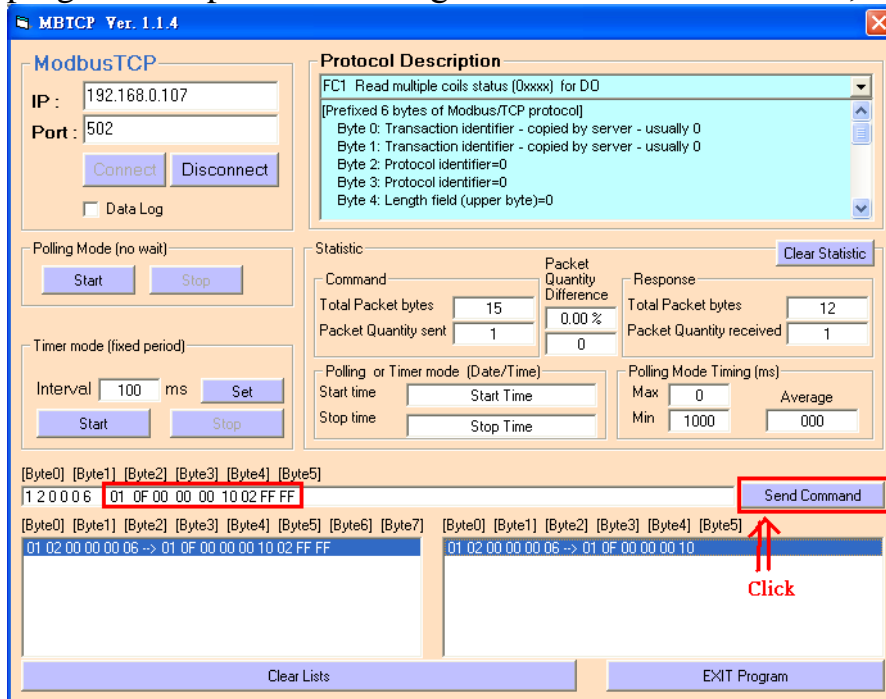 MBTCP Ver. 1.1.4
ModbusTCP
IP :
192.168.0.107
Port :
502
Connect
Disconnect
Data Log
Protocol Description
FC1 Read multiple coils status (0xxxx) for DO
[Prefixed 6 bytes of Modbus/TCP protocol]
Byte 0: Transaction identifier - copied by server - usually 0
Byte 1: Transaction identifier - copied by server - usually 0
Byte 2: Protocol identifier=0
Byte 3: Protocol identifier=0
Byte 4: Length field (upper byte)=0
Polling Mode (no wait)
Start
Stop
Timer mode (fixed period)
Interval 100 ms
Set
Start
Stop
Statistic
Clear Statistic
Command
Total Packet bytes 15
Packet Quantity sent 1
Packet
Quantity
Difference
0.00 %
0
Response
Total Packet bytes 12
Packet Quantity received 1
Polling or Timer mode (Date/Time)
Start time Start Time
Stop time Stop Time
Polling Mode Timing (ms)
Max 0
Min 1000
Average
000
[Byte0] [Byte1] [Byte2] [Byte3] [Byte4] [Byte5]
1 2 0 0 0 6 01 0F 00 00 00 10 02 FF FF
Send Command
[Byte0] [Byte1] [Byte2] [Byte3] [Byte4] [Byte5] [Byte6] [Byte7]
01 02 00 00 00 06 --> 01 0F 00 00 00 10 02 FF FF
[Byte0] [Byte1] [Byte2] [Byte3] [Byte4] [Byte5]
01 02 00 00 00 06 --> 01 0F 00 00 00 10
Click
Clear Lists
EXIT Program